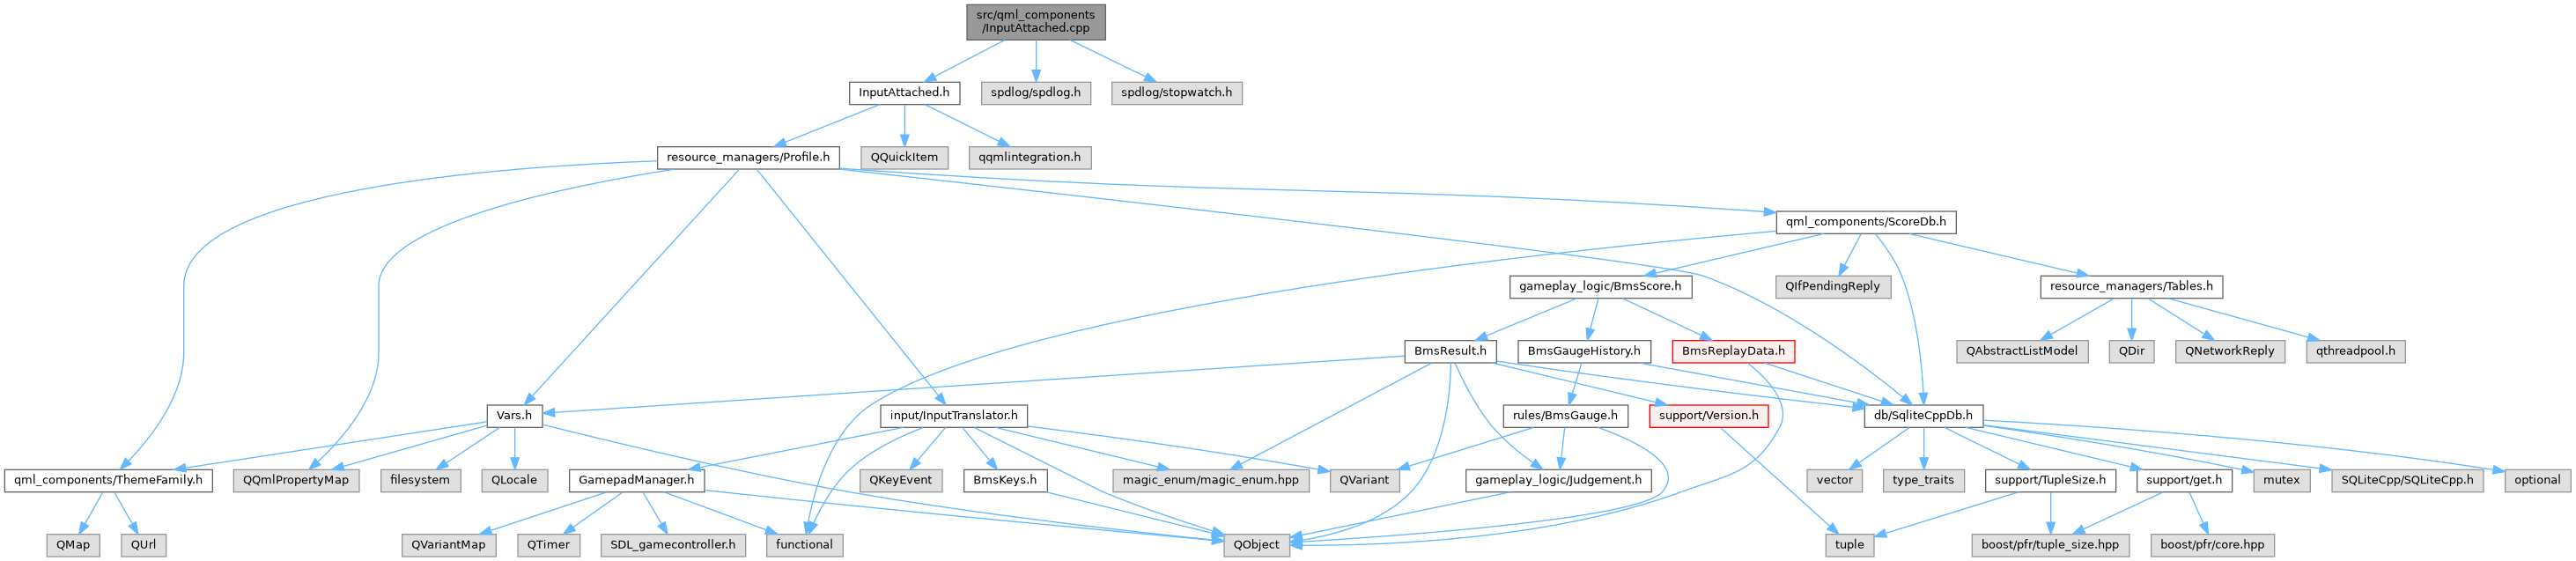 src/qml_components
/InputAttached.cpp
InputAttached.h
spdlog/spdlog.h
spdlog/stopwatch.h
resource_managers/Profile.h
QQuickItem
qqmlintegration.h
qml_components/ScoreDb.h
gameplay_logic/BmsScore.h
QIfPendingReply
resource_managers/Tables.h
BmsResult.h
BmsGaugeHistory.h
BmsReplayData.h
QAbstractListModel
QDir
QNetworkReply
qthreadpool.h
Vars.h
input/InputTranslator.h
rules/BmsGauge.h
support/Version.h
db/SqliteCppDb.h
qml_components/ThemeFamily.h
QQmlPropertyMap
filesystem
QLocale
GamepadManager.h
QKeyEvent
BmsKeys.h
magic_enum/magic_enum.hpp
QVariant
gameplay_logic/Judgement.h
vector
type_traits
support/TupleSize.h
support/get.h
mutex
SQLiteCpp/SQLiteCpp.h
optional
QMap
QUrl
QVariantMap
QTimer
SDL_gamecontroller.h
functional
QObject
tuple
boost/pfr/tuple_size.hpp
boost/pfr/core.hpp